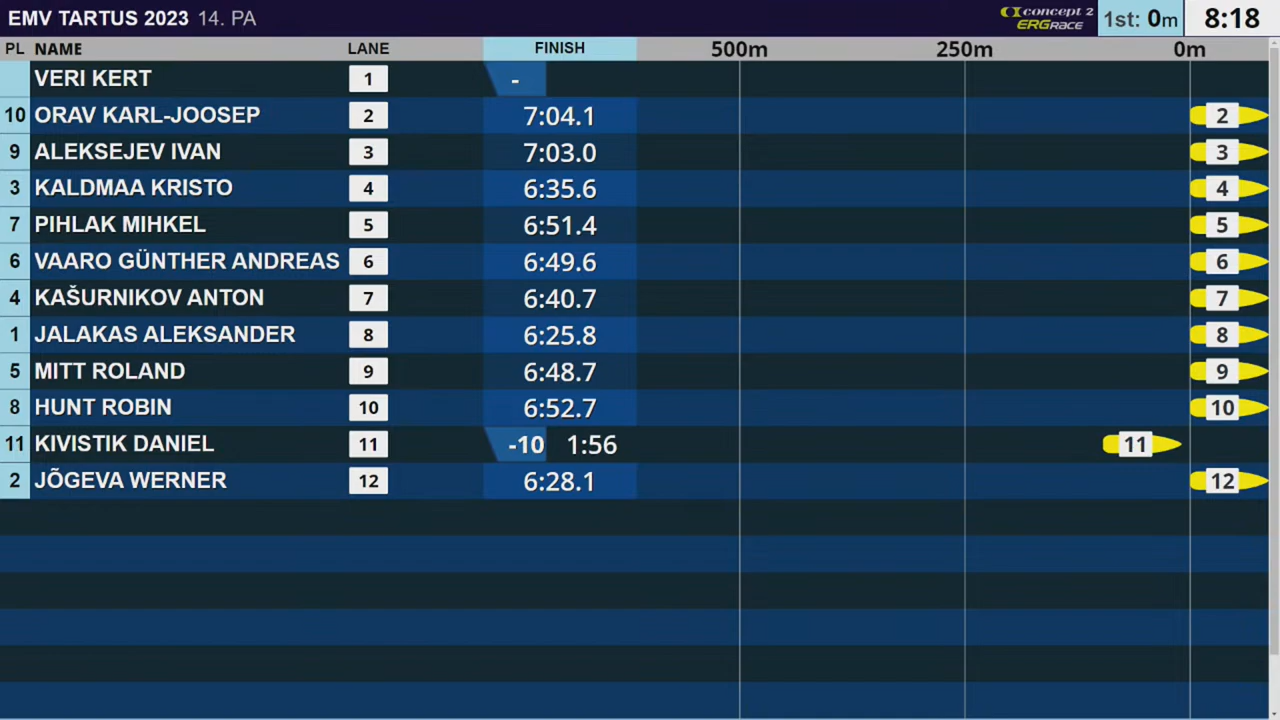 EMV TARTUS 2023 14. PA concept 2 ERGRACE 1st: 0m 8:18
PL NAME LANE FINISH 500m 250m 0m
VERI KERT 1 -
10 ORAV KARL-JOOSEP 2 7:04.1 2
9 ALEKSEJEV IVAN 3 7:03.0 3
3 KALDMAA KRISTO 4 6:35.6 4
7 PIHLAK MIHKEL 5 6:51.4 5
6 VAARO GÜNTHER ANDREAS 6 6:49.6 6
4 KAŠURNIKOV ANTON 7 6:40.7 7
1 JALAKAS ALEKSANDER 8 6:25.8 8
5 MITT ROLAND 9 6:48.7 9
8 HUNT ROBIN 10 6:52.7 10
11 KIVISTIK DANIEL 11 -10 1:56 11
2 JÕGEVA WERNER 12 6:28.1 12